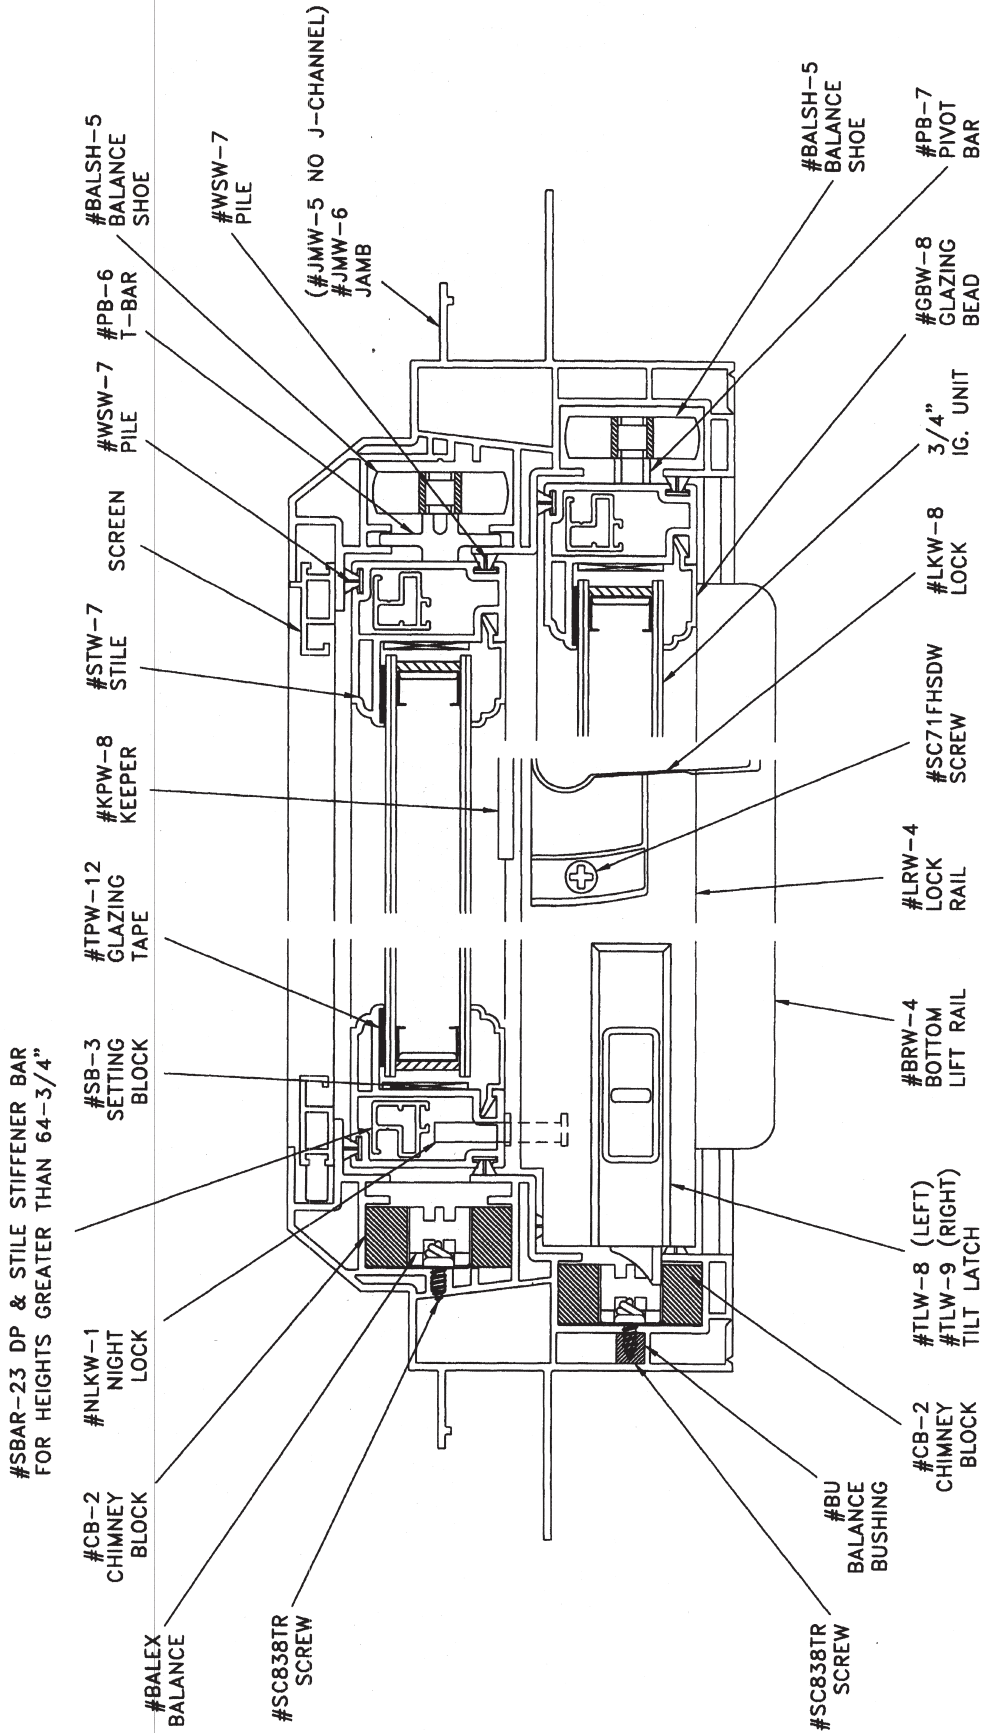 #SBAR-23 DP & STILE STIFFENER BAR
FOR HEIGHTS GREATER THAN 64-3/4"
#BALEX
BALANCE
#CB-2
CHIMNEY
BLOCK
#NLKW-1
NIGHT
LOCK
#SB-3
SETTING
BLOCK
#TPW-12
GLAZING
TAPE
#KPW-8
KEEPER
#STW-7
STILE
SCREEN
#WSW-7
PILE
#PB-6
T-BAR
#BALSH-5
BALANCE
SHOE
#WSW-7
PILE
#SC838TR
SCREW
(#JMW-5 NO J-CHANNEL)
#JMW-6
JAMB
#SC838TR
SCREW
#BU
BALANCE
BUSHING
#CB-2
CHIMNEY
BLOCK
#TLW-8 (LEFT)
#TLW-9 (RIGHT)
TILT LATCH
#BRW-4
BOTTOM
LIFT RAIL
#LRW-4
LOCK
RAIL
#SC71FHSDW
SCREW
#LKW-8
LOCK
3/4"
IG. UNIT
#GBW-8
GLAZING
BEAD
#PB-7
PIVOT
BAR
#BALSH-5
BALANCE
SHOE